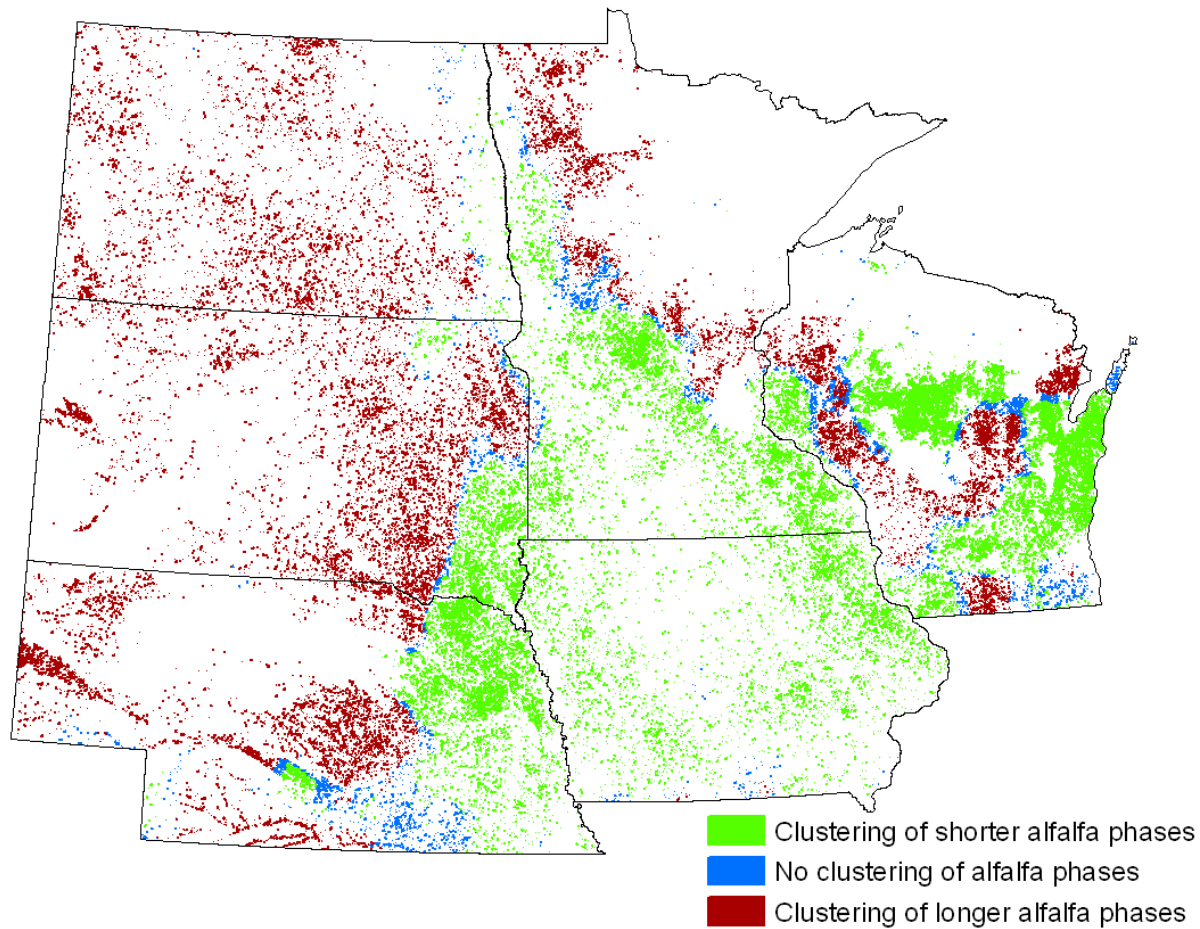 Clustering of shorter alfalfa phases
No clustering of alfalfa phases
Clustering of longer alfalfa phases